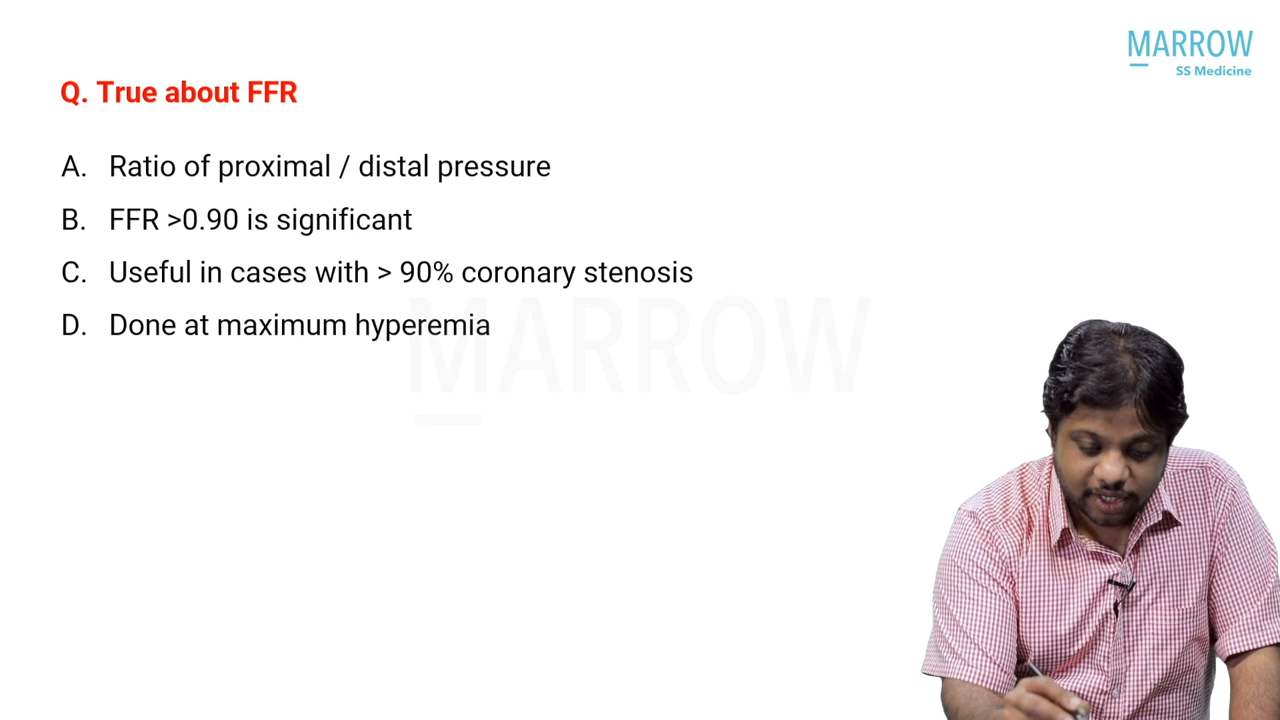 MARROW
SS Medicine
Q. True about FFR
A. Ratio of proximal / distal pressure
B. FFR >0.90 is significant
C. Useful in cases with > 90% coronary stenosis
D. Done at maximum hyperemia
MARROW